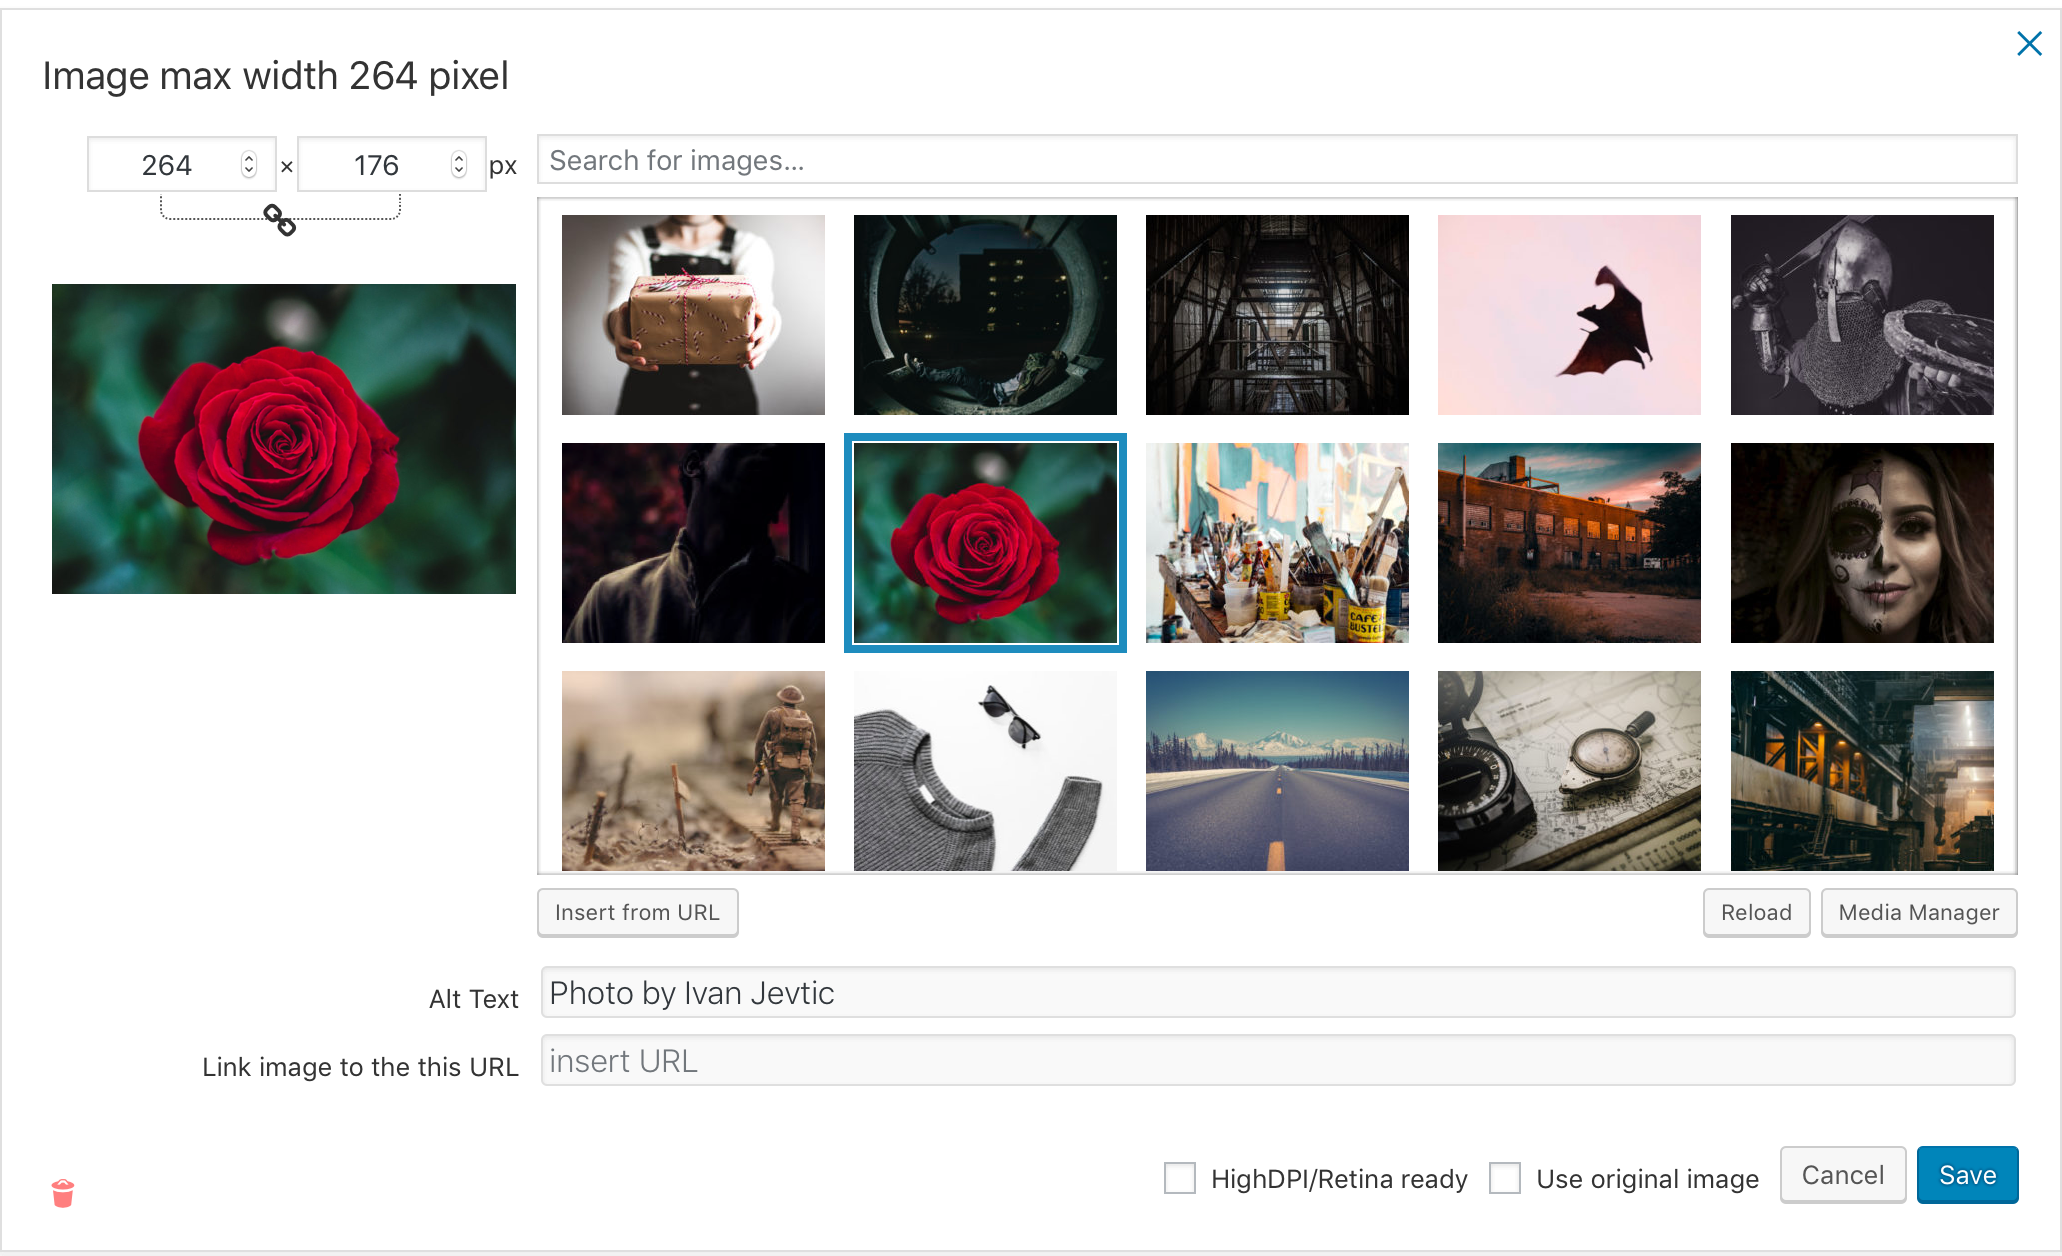 Image max width 264 pixel
264 × 176 px
Search for images...
CAFE
BUSTEL
Insert from URL
Reload
Media Manager
Alt Text
Photo by Ivan Jevtic
Link image to the this URL
insert URL
HighDPI/Retina ready
Use original image
Cancel
Save